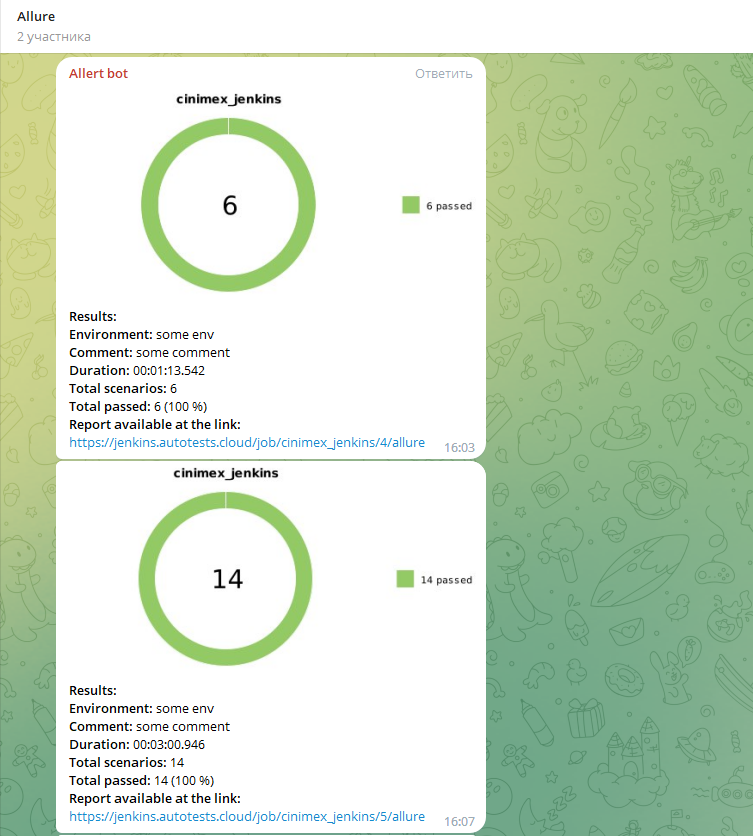 Allure
2 участника
Allert bot
Ответить
cinimex_jenkins
6
6 passed
Results:
Environment: some env
Comment: some comment
Duration: 00:01:13.542
Total scenarios: 6
Total passed: 6 (100 %)
Report available at the link:
https://jenkins.autotests.cloud/job/cinimex_jenkins/4/allure
16:03
cinimex_jenkins
14
14 passed
Results:
Environment: some env
Comment: some comment
Duration: 00:03:00.946
Total scenarios: 14
Total passed: 14 (100 %)
Report available at the link:
https://jenkins.autotests.cloud/job/cinimex_jenkins/5/allure
16:07